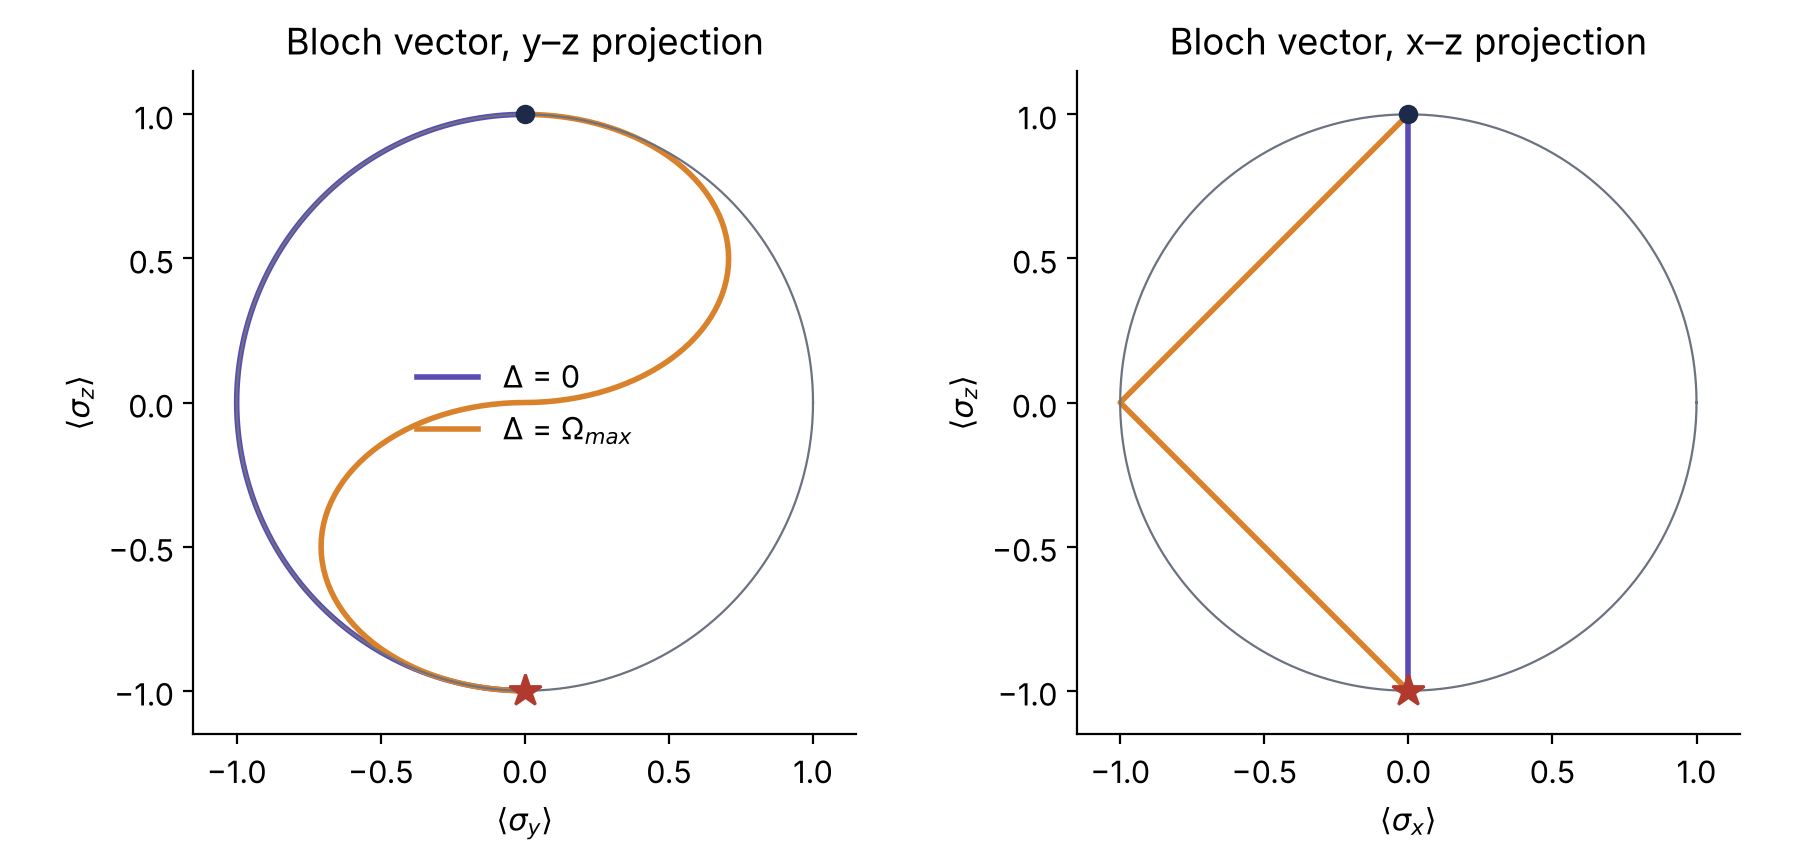 Bloch vector, y–z projection
1.0
0.5
0.0
−0.5
−1.0
⟨σz⟩
Δ = 0
Δ = Ωmax
−1.0 −0.5 0.0 0.5 1.0
⟨σy⟩
Bloch vector, x–z projection
1.0
0.5
0.0
−0.5
−1.0
⟨σz⟩
−1.0 −0.5 0.0 0.5 1.0
⟨σx⟩